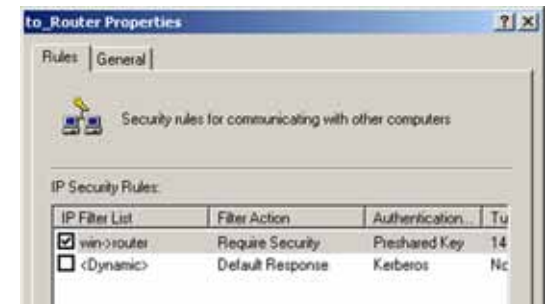 to_Router Properties
Rules General
Security rules for communicating with other computers
IP Security Rules:
IP Filter List Filter Action Authentication... Tu
win->router Require Security Preshared Key 14
<Dynamic> Default Response Kerberos Nc